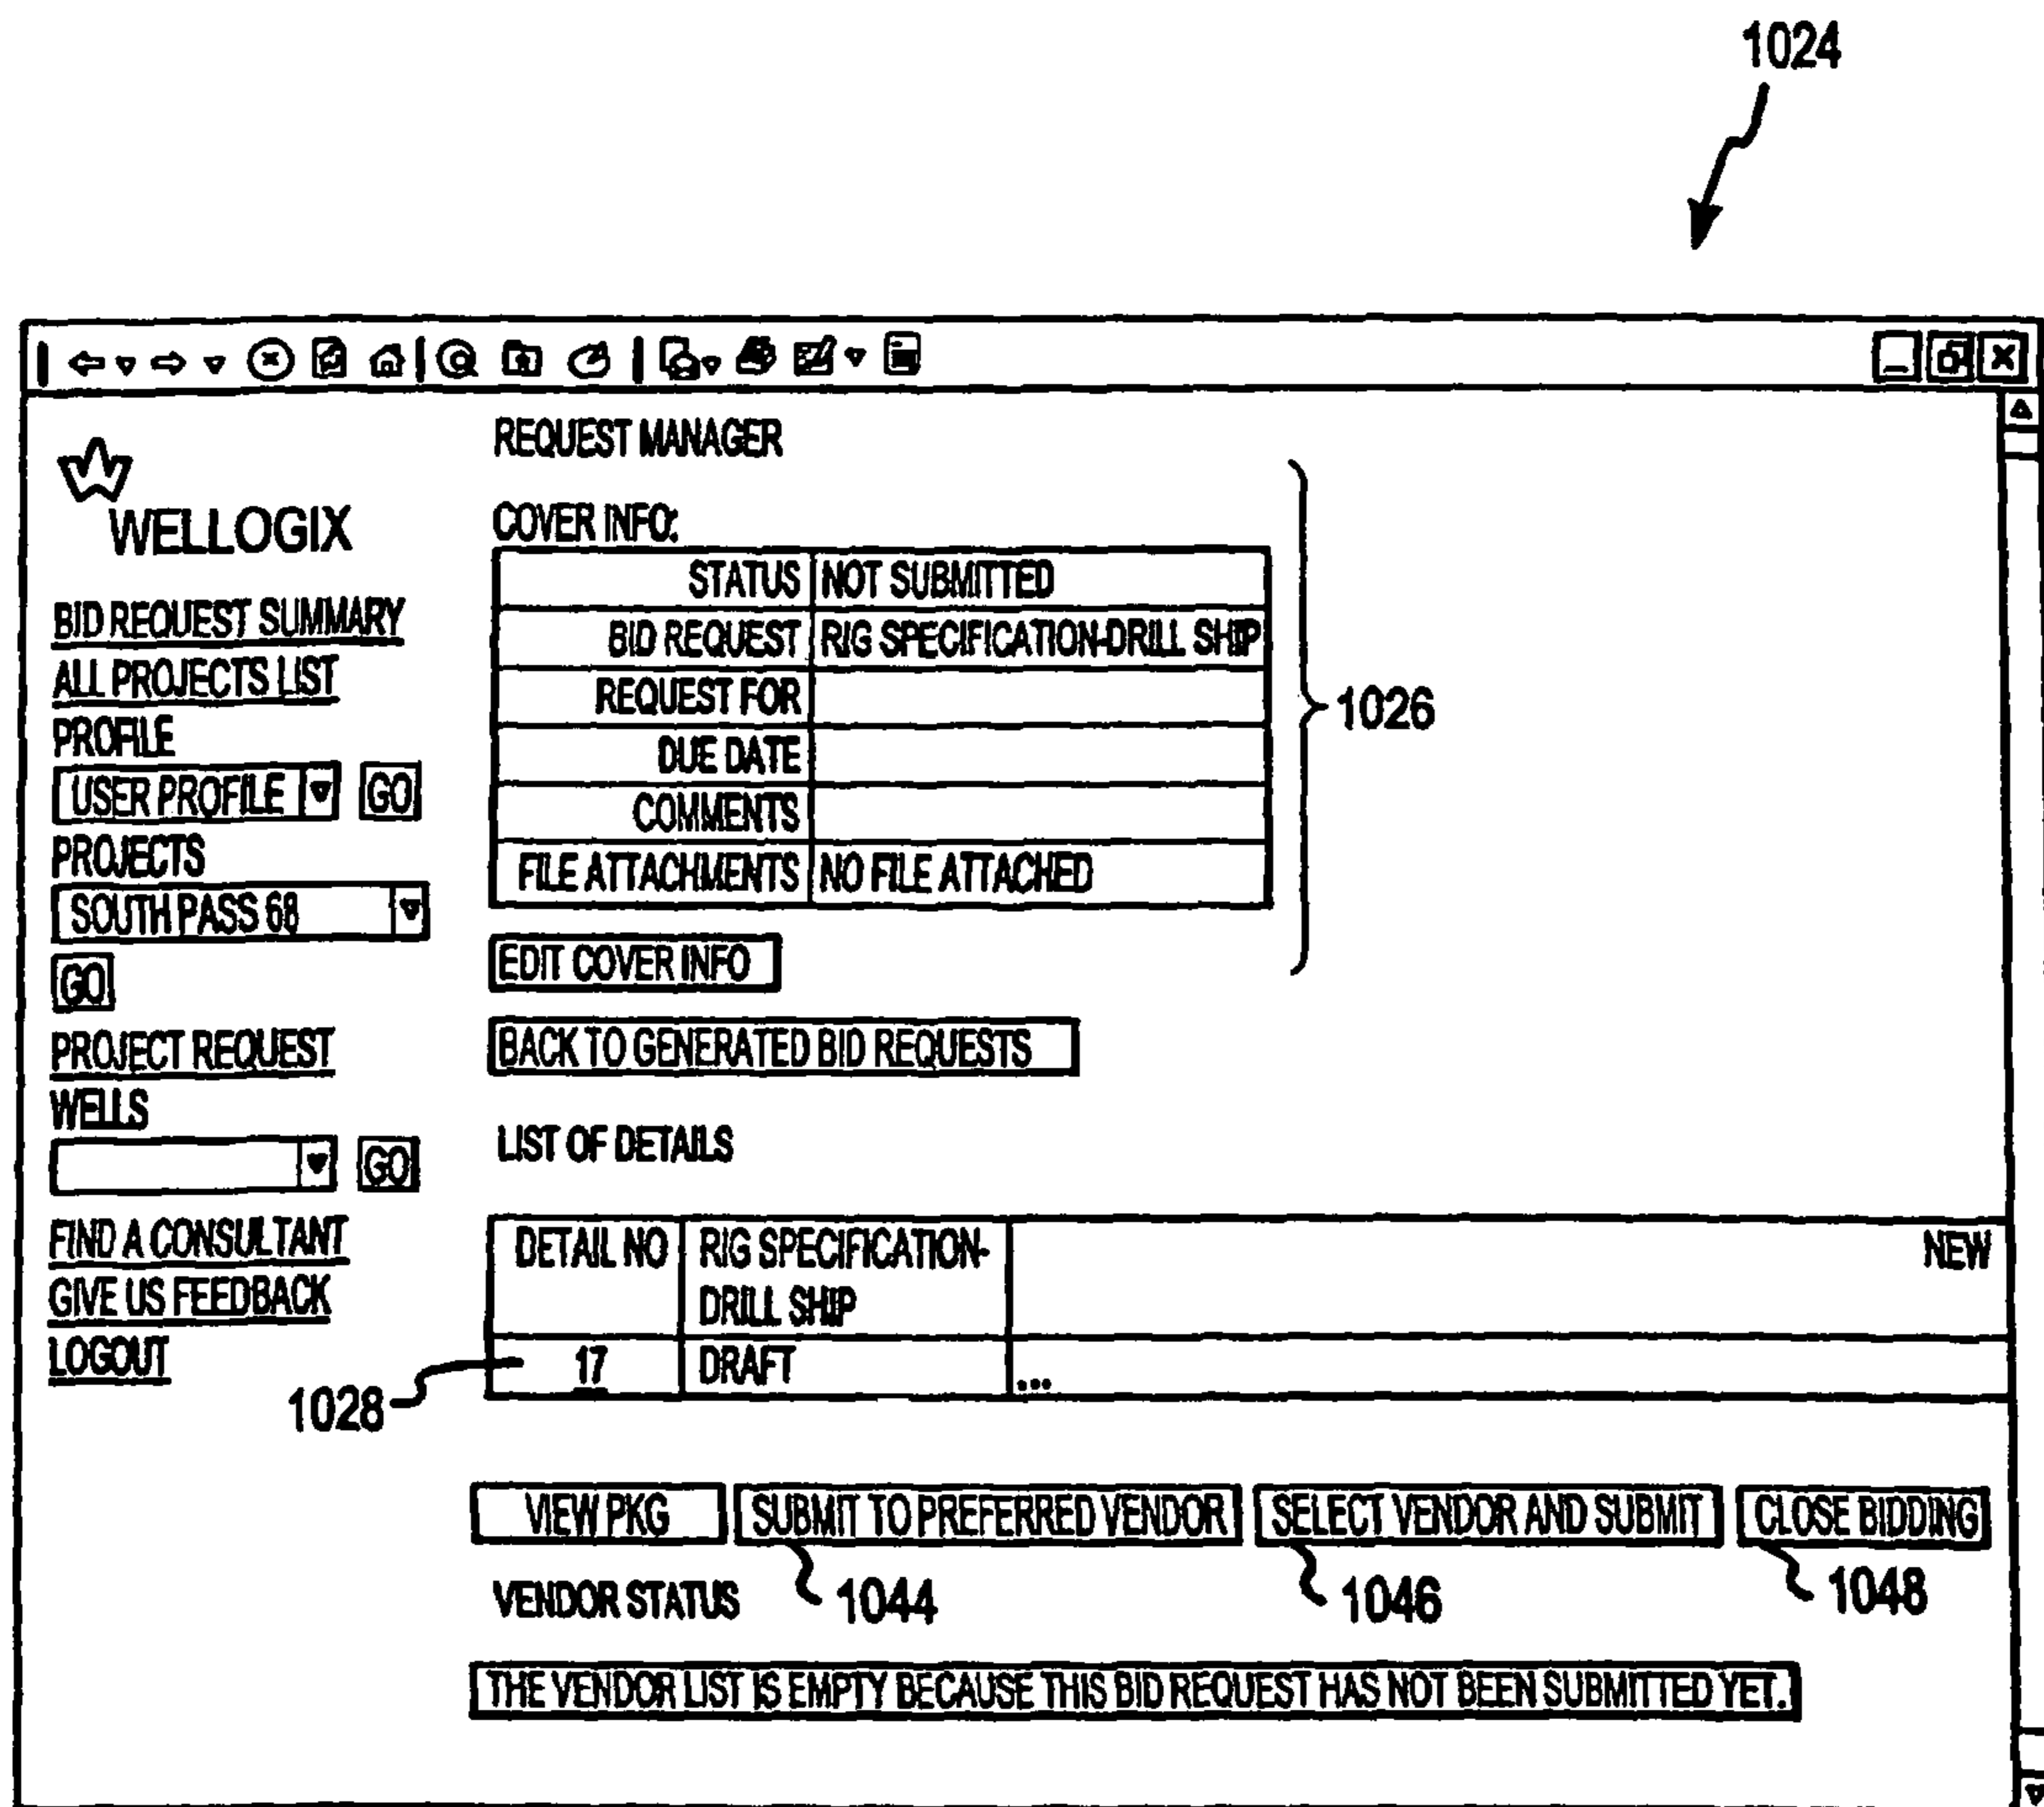 1024
REQUEST MANAGER
WELLOGIX
BID REQUEST SUMMARY
ALL PROJECTS LIST
PROFILE
USER PROFILE GO
PROJECTS
SOUTH PASS 68
GO
PROJECT REQUEST
WELLS
GO
FIND A CONSULTANT
GIVE US FEEDBACK
LOGOUT
COVER INFO:
STATUS NOT SUBMITTED
BID REQUEST RIG SPECIFICATION-DRILL SHIP
REQUEST FOR
DUE DATE
COMMENTS
FILE ATTACHMENTS NO FILE ATTACHED
1026
EDIT COVER INFO
BACK TO GENERATED BID REQUESTS
LIST OF DETAILS
DETAIL NO RIG SPECIFICATION- NEW
DRILL SHIP
17 DRAFT ...
1028
VIEW PKG SUBMIT TO PREFERRED VENDOR SELECT VENDOR AND SUBMIT CLOSE BIDDING
VENDOR STATUS 1044 1046 1048
THE VENDOR LIST IS EMPTY BECAUSE THIS BID REQUEST HAS NOT BEEN SUBMITTED YET.